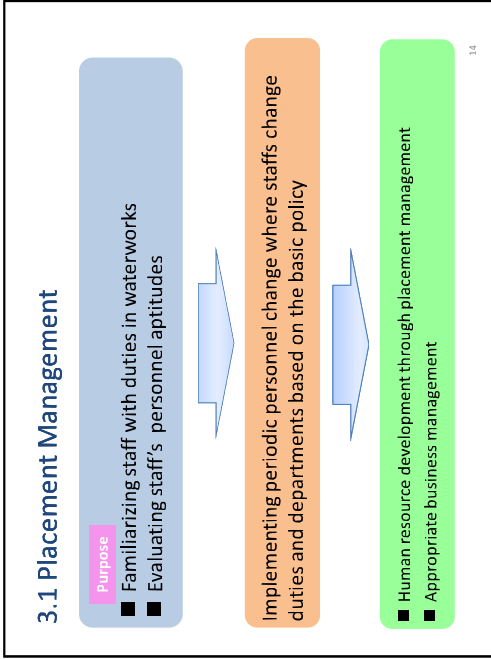 3.1 Placement Management
Purpose
■ Familiarizing staff with duties in waterworks
■ Evaluating staff’s personnel aptitudes
Implementing periodic personnel change where staffs change
duties and departments based on the basic policy
■ Human resource development through placement management
■ Appropriate business management
14